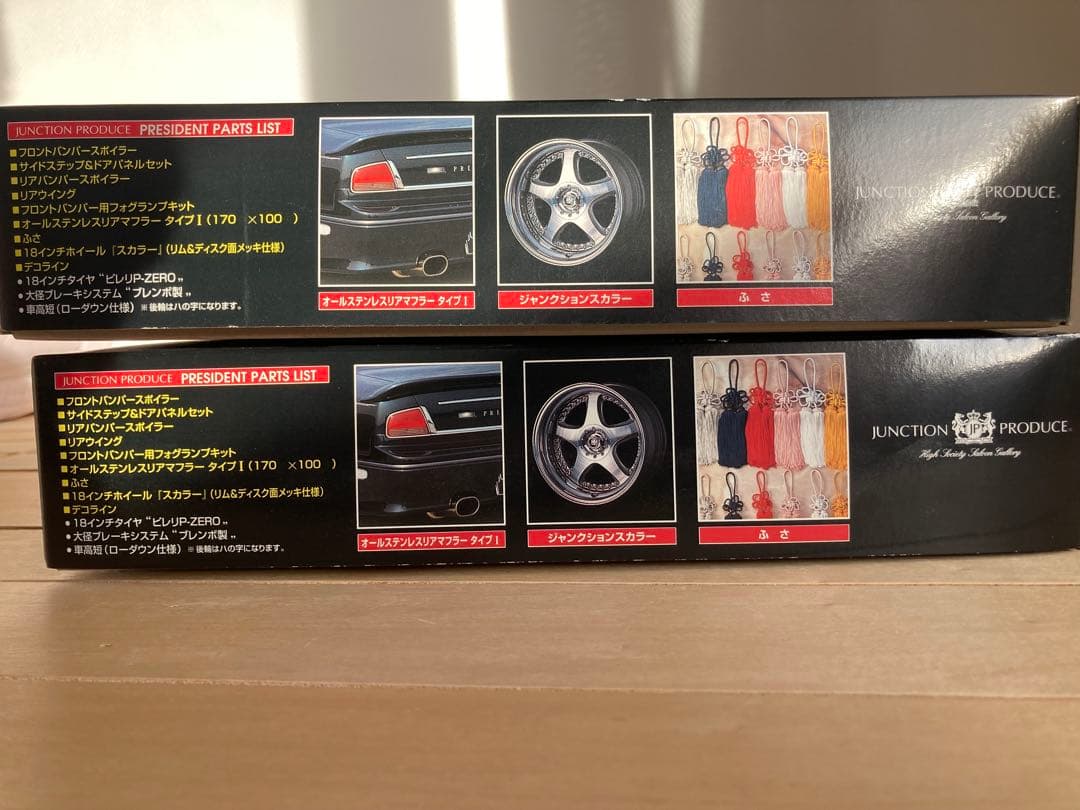 JUNCTION PRODUCE PRESIDENT PARTS LIST
■フロントバンパースポイラー
■サイドステップ&ドアパネルセット
■リアバンパースポイラー
■リアウイング
■フロントバンパー用フォグランプキット
■オールステンレスリアマフラー タイプⅠ(170 ×100 )
■ふさ
■18インチホイール「スカラー」(リム&ディスク面メッキ仕様)
■デコライン
●18インチタイヤ“ピレリP-ZERO„
●大径ブレーキシステム“ブレンボ製„
●車高短(ローダウン仕様)※後輪はハの字になります。
オールステンレスリアマフラー タイプⅠ
ジャンクションスカラー
ふさ
JUNCTION PRODUCE
Society Saloon Gallery
JUNCTION PRODUCE PRESIDENT PARTS LIST
■フロントバンパースポイラー
■サイドステップ&ドアパネルセット
■リアバンパースポイラー
■リアウイング
■フロントバンパー用フォグランプキット
■オールステンレスリアマフラー タイプⅠ(170 ×100 )
■ふさ
■18インチホイール「スカラー」(リム&ディスク面メッキ仕様)
■デコライン
●18インチタイヤ“ピレリP-ZERO„
●大径ブレーキシステム“ブレンボ製„
●車高短(ローダウン仕様)※後輪はハの字になります。
オールステンレスリアマフラー タイプⅠ
ジャンクションスカラー
ふさ
JUNCTION JP PRODUCE
High Society Saloon Gallery